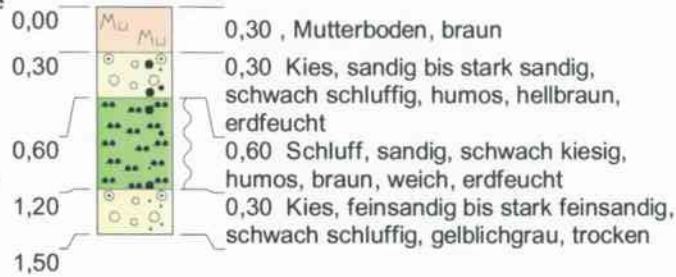 0,00
Mu
Mu
0,30 , Mutterboden, braun
0,30
0,30 Kies, sandig bis stark sandig,
schwach schluffig, humos, hellbraun,
erdfeucht
0,60
0,60 Schluff, sandig, schwach kiesig,
humos, braun, weich, erdfeucht
1,20
0,30 Kies, feinsandig bis stark feinsandig,
schwach schluffig, gelblichgrau, trocken
1,50